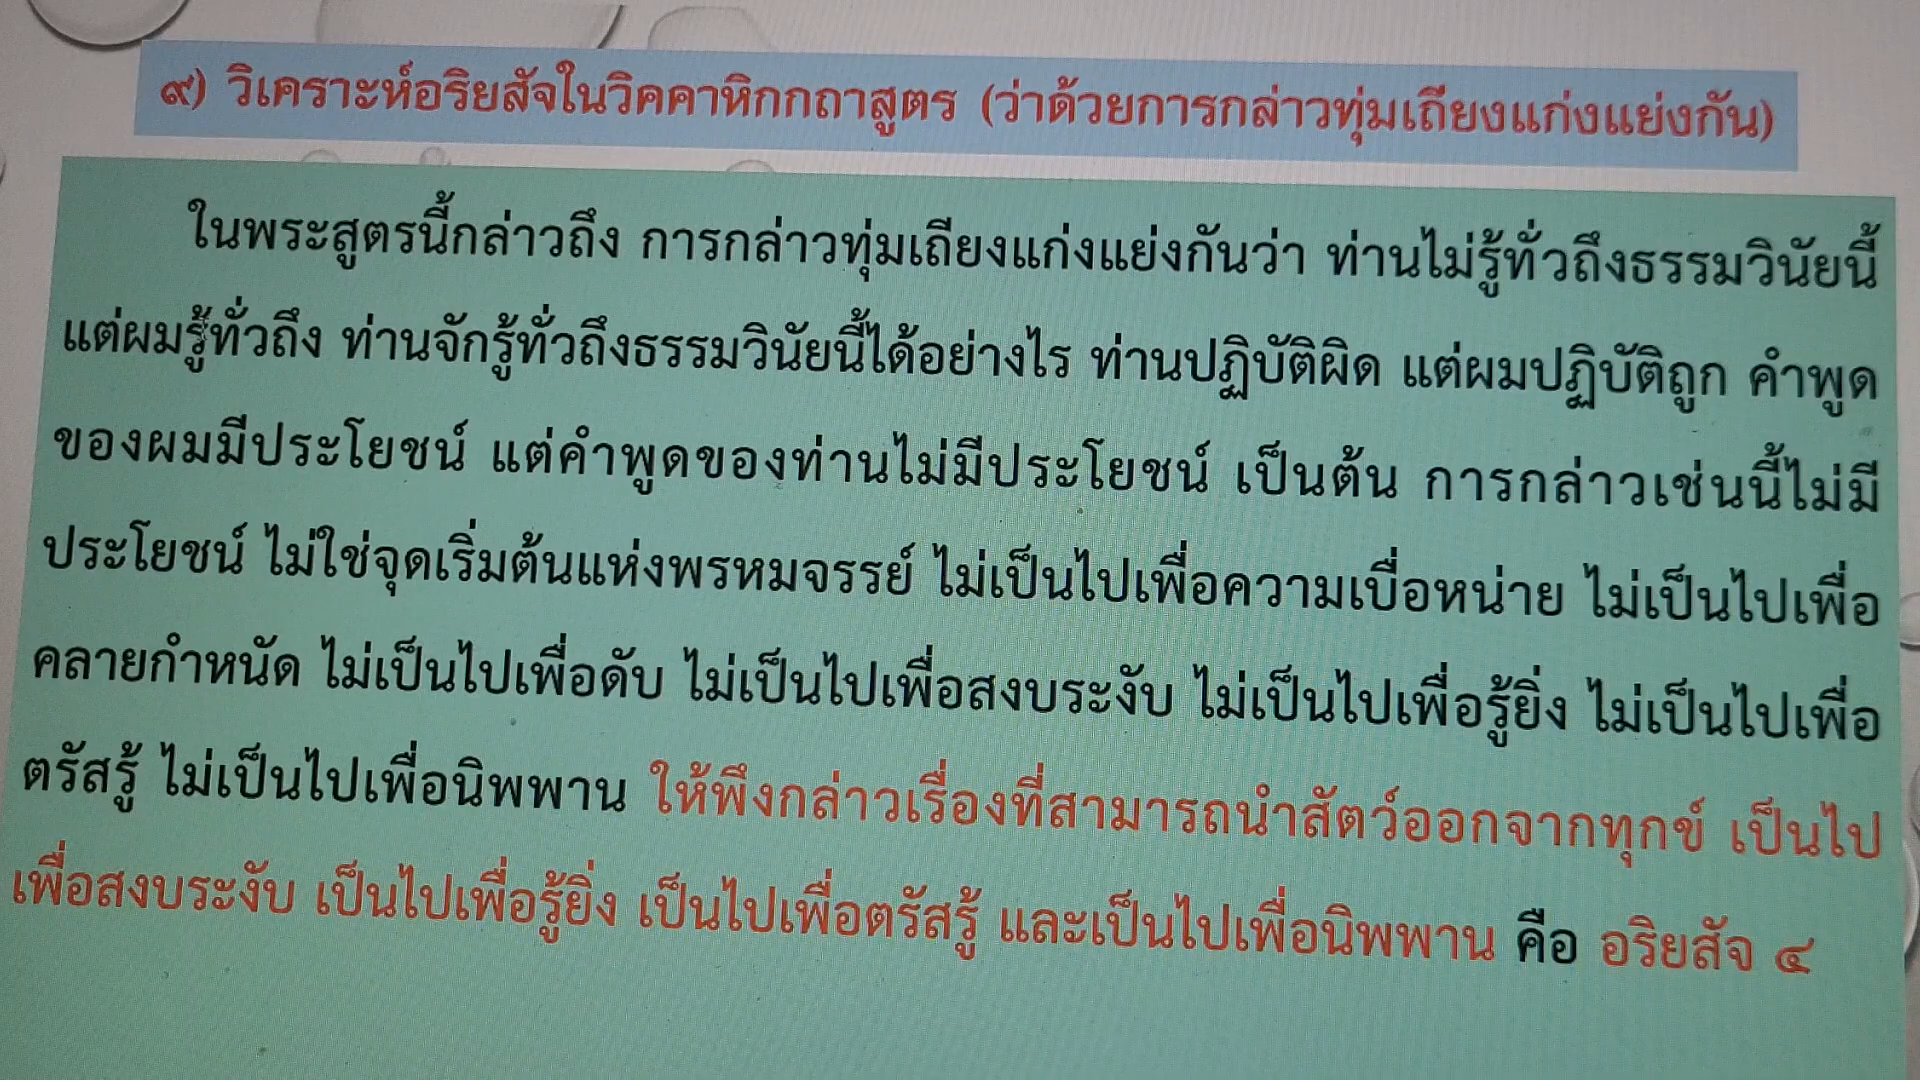 ๙) วิเคราะห์อริยสัจในวิคคาหิกกถาสูตร (ว่าด้วยการกล่าวทุ่มเถียงแก่งแย่งกัน)
ในพระสูตรนี้กล่าวถึง การกล่าวทุ่มเถียงแก่งแย่งกันว่า ท่านไม่รู้ทั่วถึงธรรมวินัยนี้
แต่ผมรู้ทั่วถึง ท่านจักรู้ทั่วถึงธรรมวินัยนี้ได้อย่างไร ท่านปฏิบัติผิด แต่ผมปฏิบัติถูก คำพูด
ของผมมีประโยชน์ แต่คำพูดของท่านไม่มีประโยชน์ เป็นต้น การกล่าวเช่นนี้ไม่มี
ประโยชน์ ไม่ใช่จุดเริ่มต้นแห่งพรหมจรรย์ ไม่เป็นไปเพื่อความเบื่อหน่าย ไม่เป็นไปเพื่อ
คลายกำหนัด ไม่เป็นไปเพื่อดับ ไม่เป็นไปเพื่อสงบระงับ ไม่เป็นไปเพื่อรู้ยิ่ง ไม่เป็นไปเพื่อ
ตรัสรู้ ไม่เป็นไปเพื่อนิพพาน ให้พึงกล่าวเรื่องที่สามารถนำสัตว์ออกจากทุกข์ เป็นไป
เพื่อสงบระงับ เป็นไปเพื่อรู้ยิ่ง เป็นไปเพื่อตรัสรู้ และเป็นไปเพื่อนิพพาน คือ อริยสัจ ๔